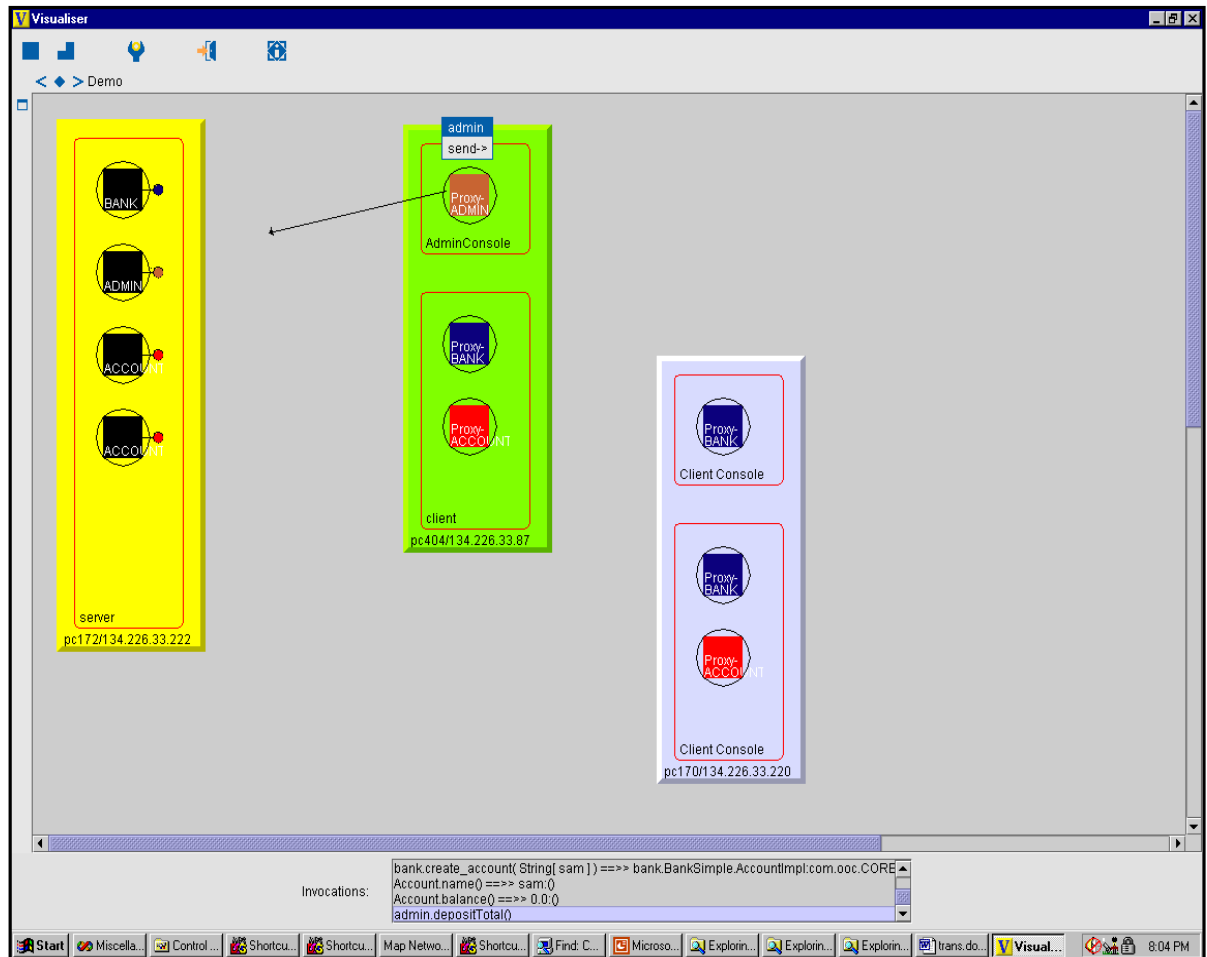 Visualiser
< > Demo
BANK
ADMIN
ACCOUNT
ACCOUNT
server
pc172/134.226.33.222
admin
send->
Proxy-
ADMIN
AdminConsole
Proxy-
BANK
Proxy-
ACCOUNT
client
pc404/134.226.33.87
Proxy-
BANK
Client Console
Proxy-
BANK
Proxy-
ACCOUNT
Client Console
pc170/134.226.33.220
Invocations:
bank.create_account( String[ sam ] ) ==>> bank.BankSimple.AccountImpl:com.ooc.CORE
Account.name() ==>> sam:()
Account.balance() ==>> 0.0:()
admin.depositTotal()
Start Miscella... Control ... Shortcu... Shortcu... Map Netwo... Shortcu... Find: C... Microso... Explorin... Explorin... Explorin... trans.do... Visual... 8:04 PM